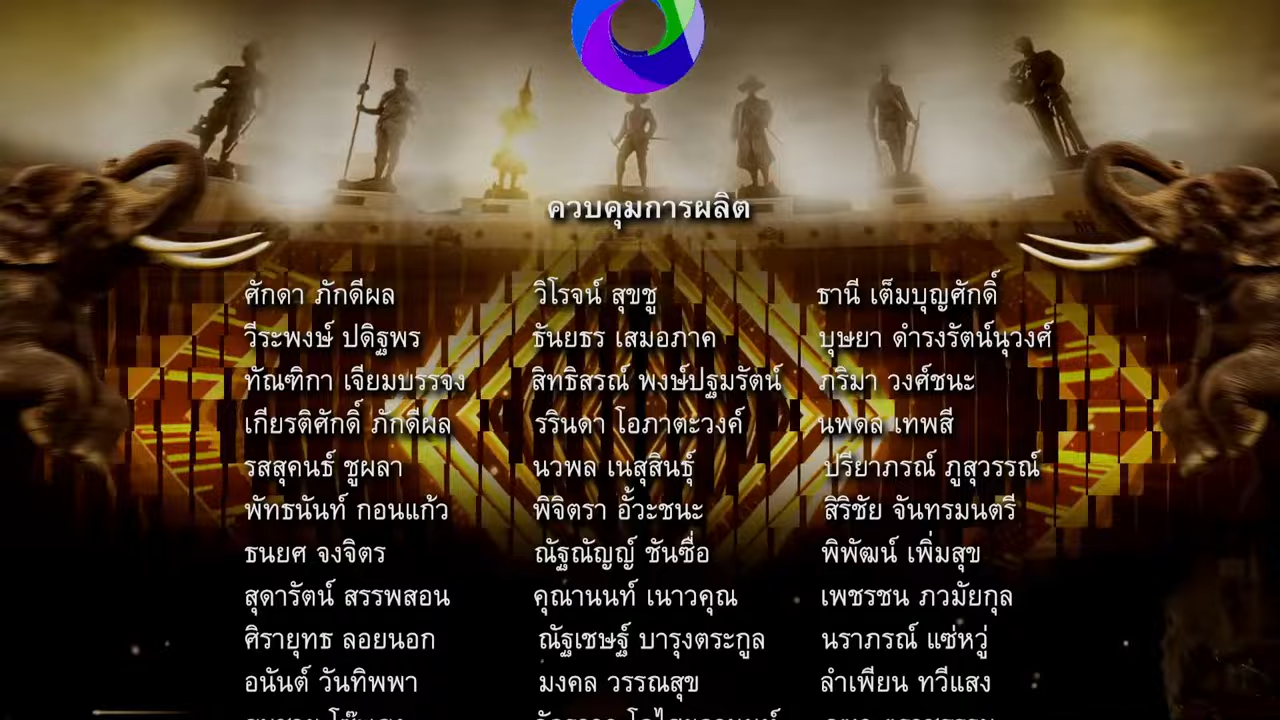 ควบคุมการผลิต
ศักดา ภักดีผล วิโรจน์ สุขชู ธานี เต็มบุญศักดิ์
วีระพงษ์ ปดิฐพร ธันยธร เสมอภาค บุษยา ดำรงรัตน์นุวงศ์
ทัณฑิกา เจียมบรรจง สิทธิสรณ์ พงษ์ปฐมรัตน์ ภริมา วงศ์ชนะ
เกียรติศักดิ์ ภักดีผล รรินดา โอภาตะวงค์ นพดล เทพสี
รสสุคนธ์ ชูผลา นวพล เนสุสินธุ์ ปรียาภรณ์ ภูสุวรรณ์
พัทธนันท์ กอนแก้ว พิจิตรา อั้วะชนะ สิริชัย จันทรมนตรี
ธนยศ จงจิตร ณัฐณัญญ์ ชันซื่อ พิพัฒน์ เพิ่มสุข
สุดารัตน์ สรรพสอน คุณานนท์ เนาวคุณ เพชรชน ภวมัยกุล
ศิรายุทธ ลอยนอก ณัฐเชษฐ์ บารุงตระกูล นราภรณ์ แซ่หวู่
อนันต์ วันทิพพา มงคล วรรณสุข ลำเพียน ทวีแสง